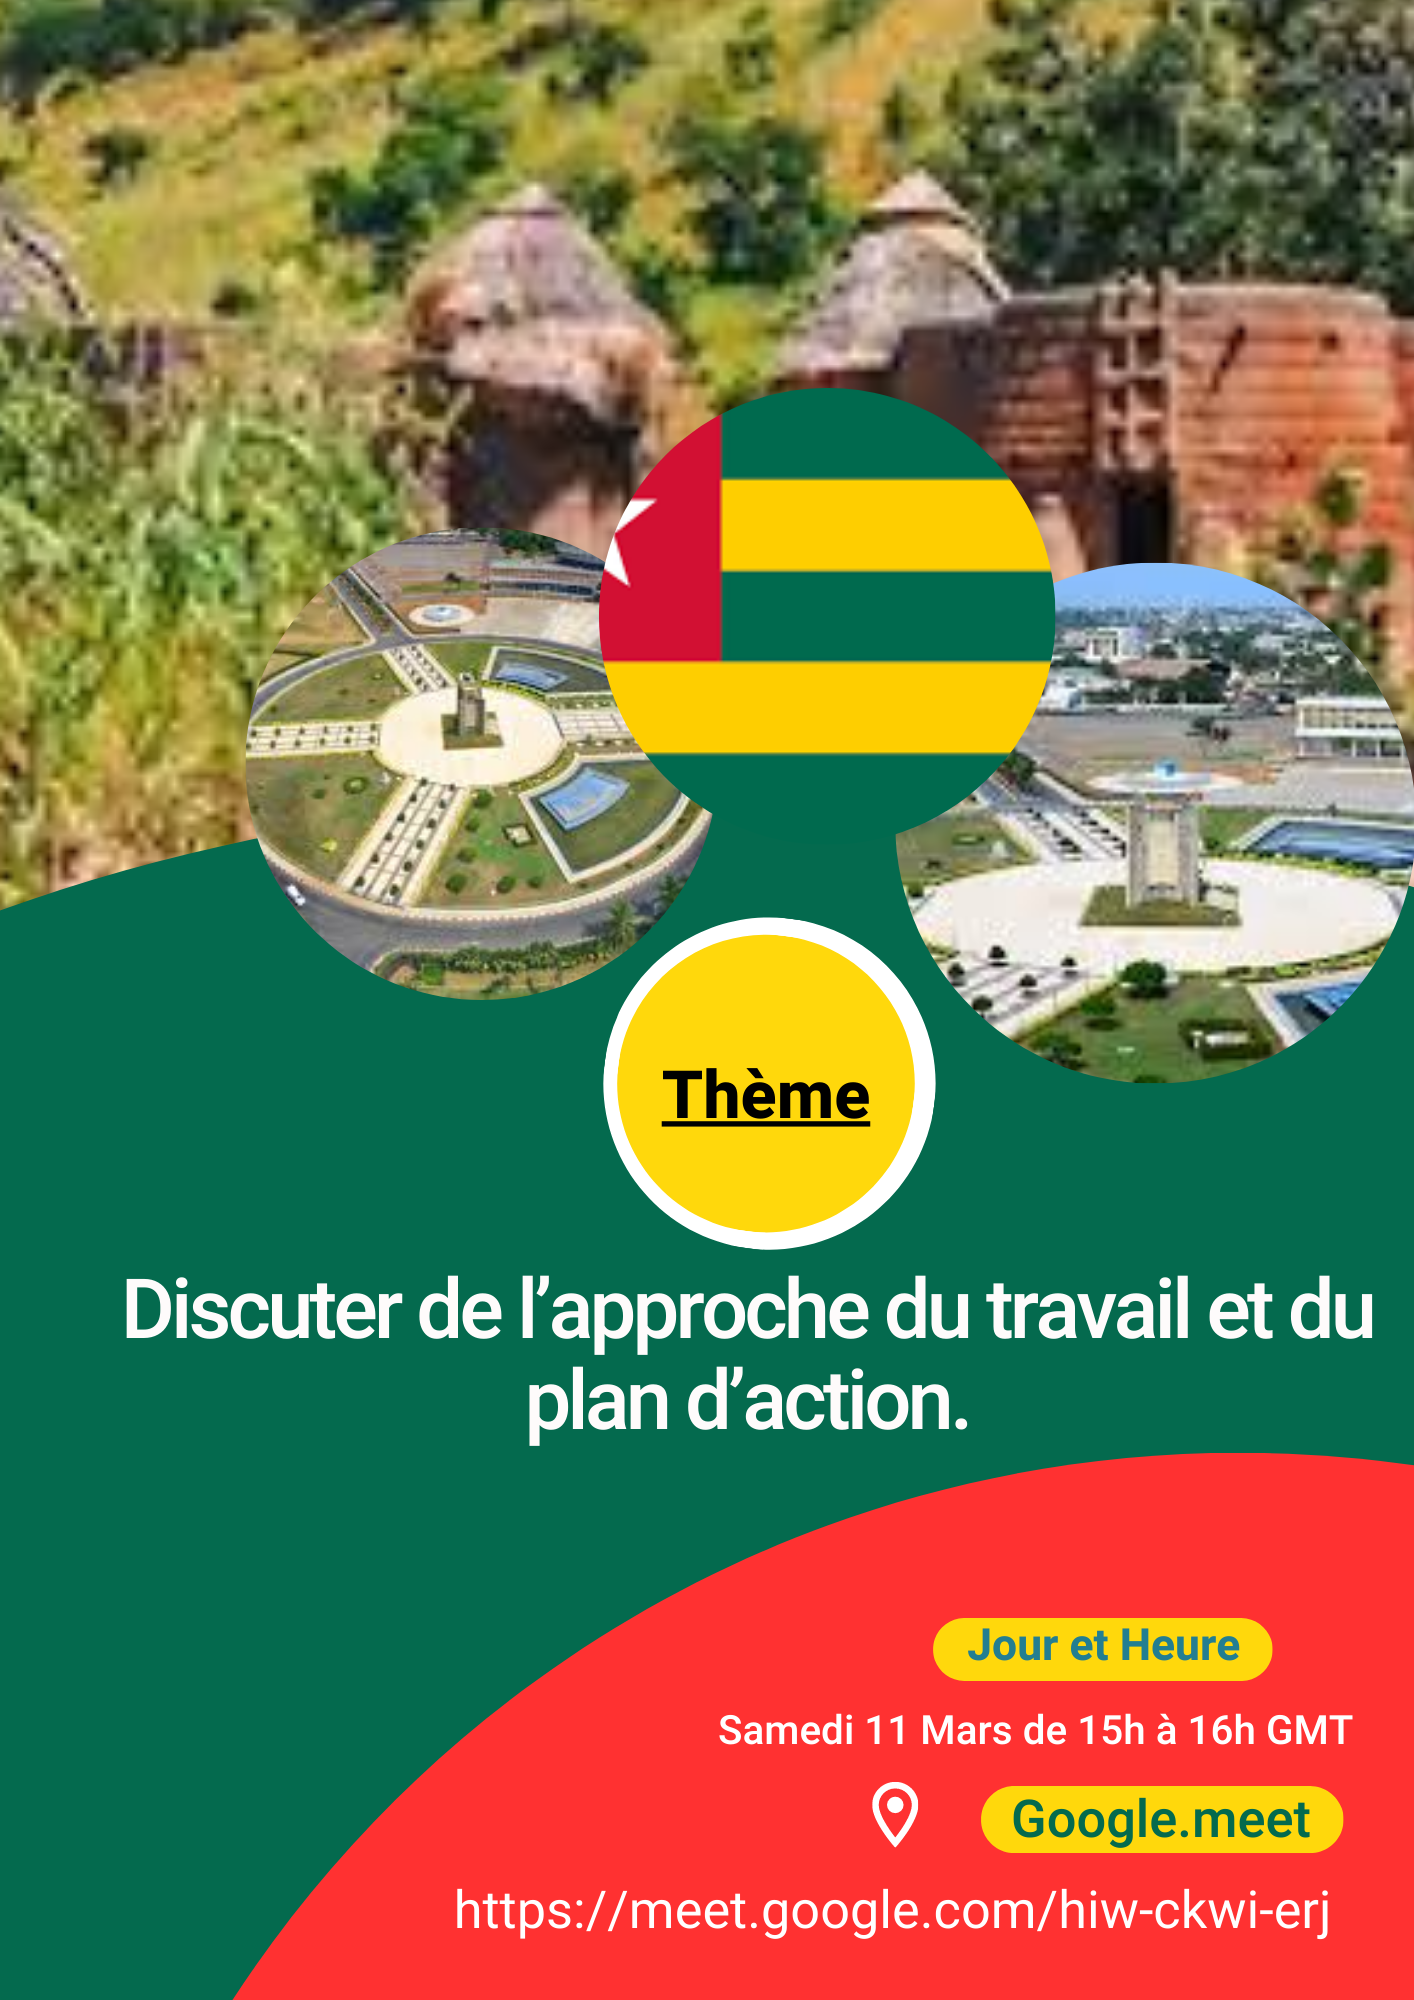 Thème
Discuter de l’approche du travail et du
plan d’action.
Jour et Heure
Samedi 11 Mars de 15h à 16h GMT
Google.meet
https://meet.google.com/hiw-ckwi-erj